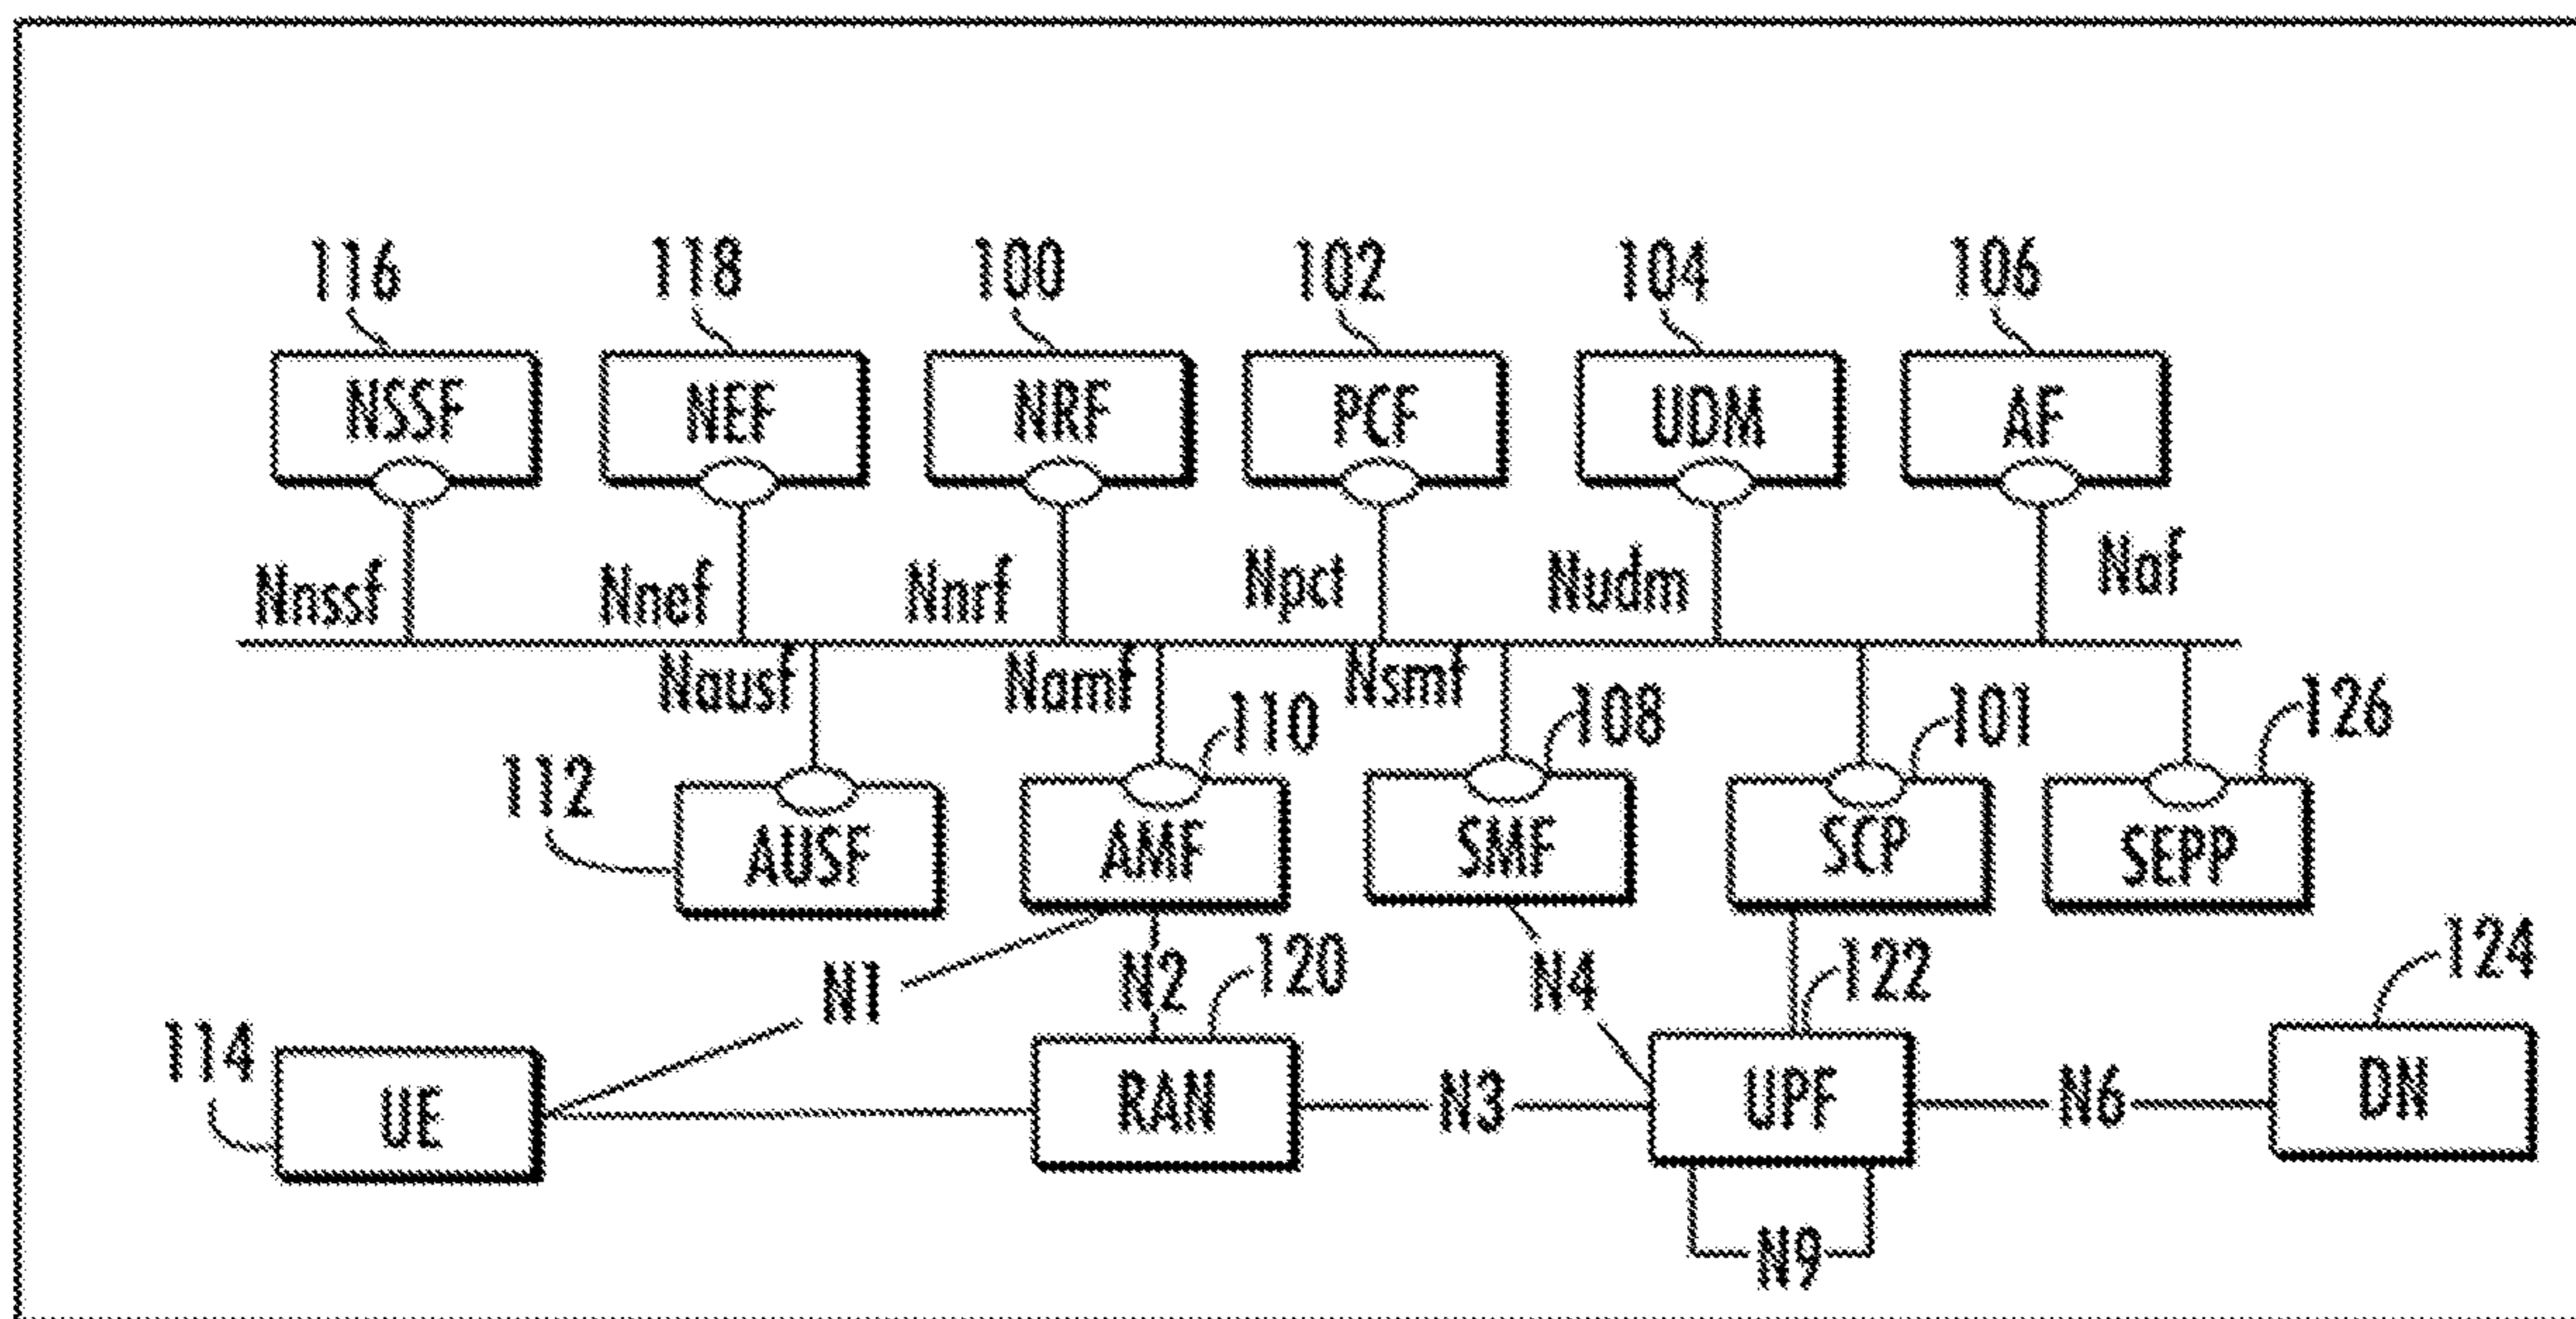 116 118 100 102 104 106
NSSF NEF NRF PCF UDM AF
Nnssf Nnef Nnrf Npct Nudm Naf
Nausf Namf Nsmf
110 108 101 126
112
AUSF AMF SMF SCP SEPP
N1 N2 120 N4 122 124
114
UE RAN N3 UPF N6 DN
N9